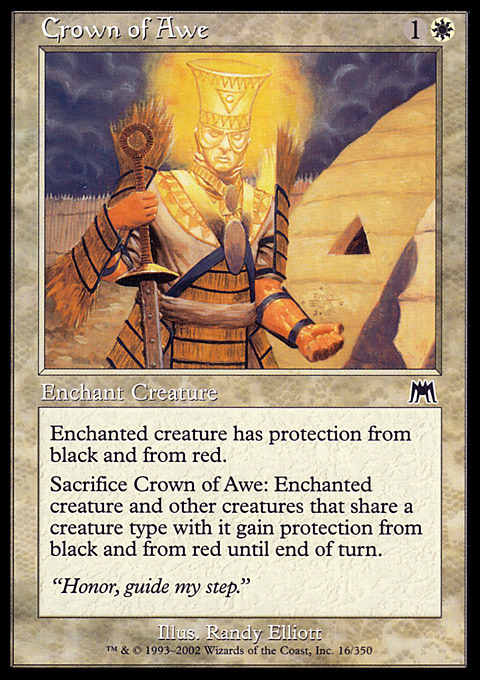 Crown of Awe 1
Enchant Creature
Enchanted creature has protection from
black and from red.
Sacrifice Crown of Awe: Enchanted
creature and other creatures that share a
creature type with it gain protection from
black and from red until end of turn.
“Honor, guide my step.”
Illus. Randy Elliott
™ & © 1993–2002 Wizards of the Coast, Inc. 16/350